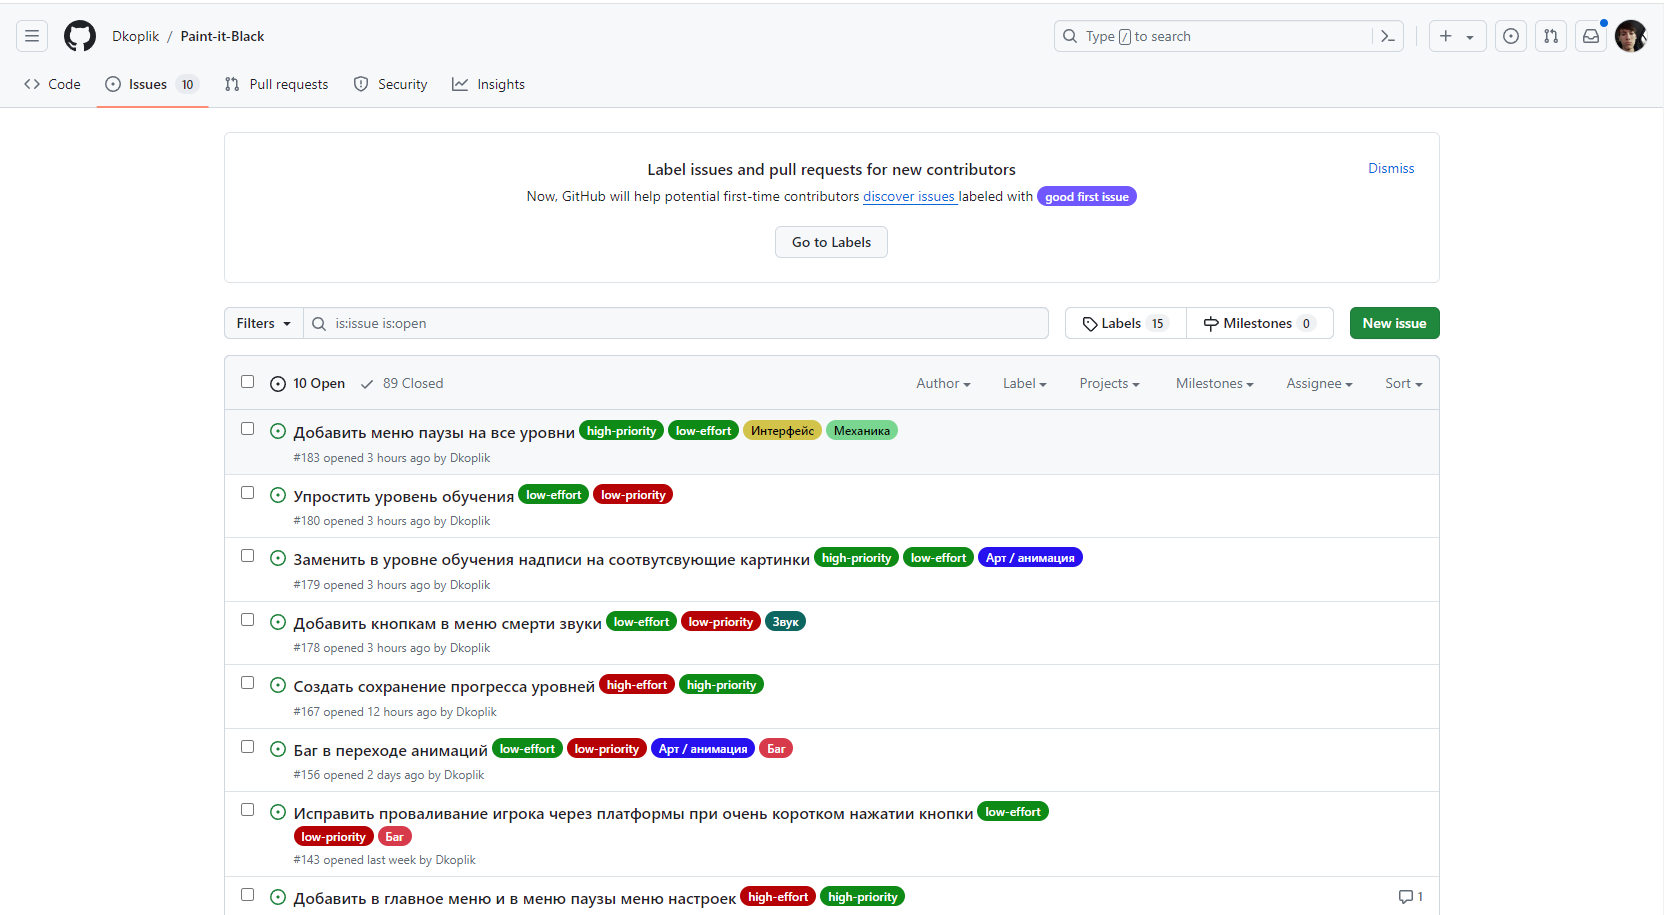 Dkoplik / Paint-it-Black
Type / to search
Code Issues 10 Pull requests Security Insights
Label issues and pull requests for new contributors
Dismiss
Now, GitHub will help potential first-time contributors discover issues labeled with good first issue
Go to Labels
Filters is:issue is:open Labels 15 Milestones 0 New issue
10 Open 89 Closed Author Label Projects Milestones Assignee Sort
Добавить меню паузы на все уровни high-priority low-effort Интерфейс Механика
#183 opened 3 hours ago by Dkoplik
Упростить уровень обучения low-effort low-priority
#180 opened 3 hours ago by Dkoplik
Заменить в уровне обучения надписи на соотвутсвующие картинки high-priority low-effort Арт / анимация
#179 opened 3 hours ago by Dkoplik
Добавить кнопкам в меню смерти звуки low-effort low-priority Звук
#178 opened 3 hours ago by Dkoplik
Создать сохранение прогресса уровней high-effort high-priority
#167 opened 12 hours ago by Dkoplik
Баг в переходе анимаций low-effort low-priority Арт / анимация Баг
#156 opened 2 days ago by Dkoplik
Исправить проваливание игрока через платформы при очень коротком нажатии кнопки low-effort
low-priority Баг
#143 opened last week by Dkoplik
Добавить в главное меню и в меню паузы меню настроек high-effort high-priority 1